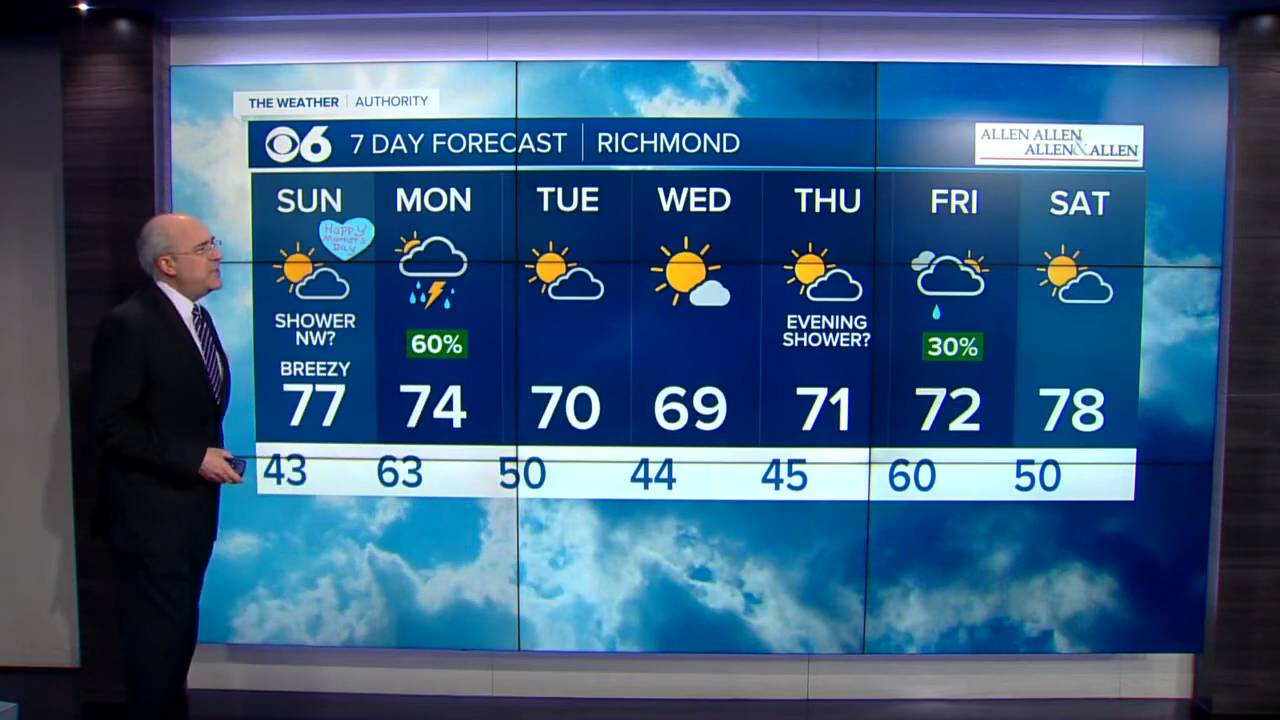 THE WEATHER | AUTHORITY
6 7 DAY FORECAST | RICHMOND
ALLEN ALLEN
ALLEN & ALLEN
SUN MON TUE WED THU FRI SAT
Happy
Mother's
Day
SHOWER
NW?
BREEZY
60%
EVENING
SHOWER?
30%
77 74 70 69 71 72 78
43 63 50 44 45 60 50